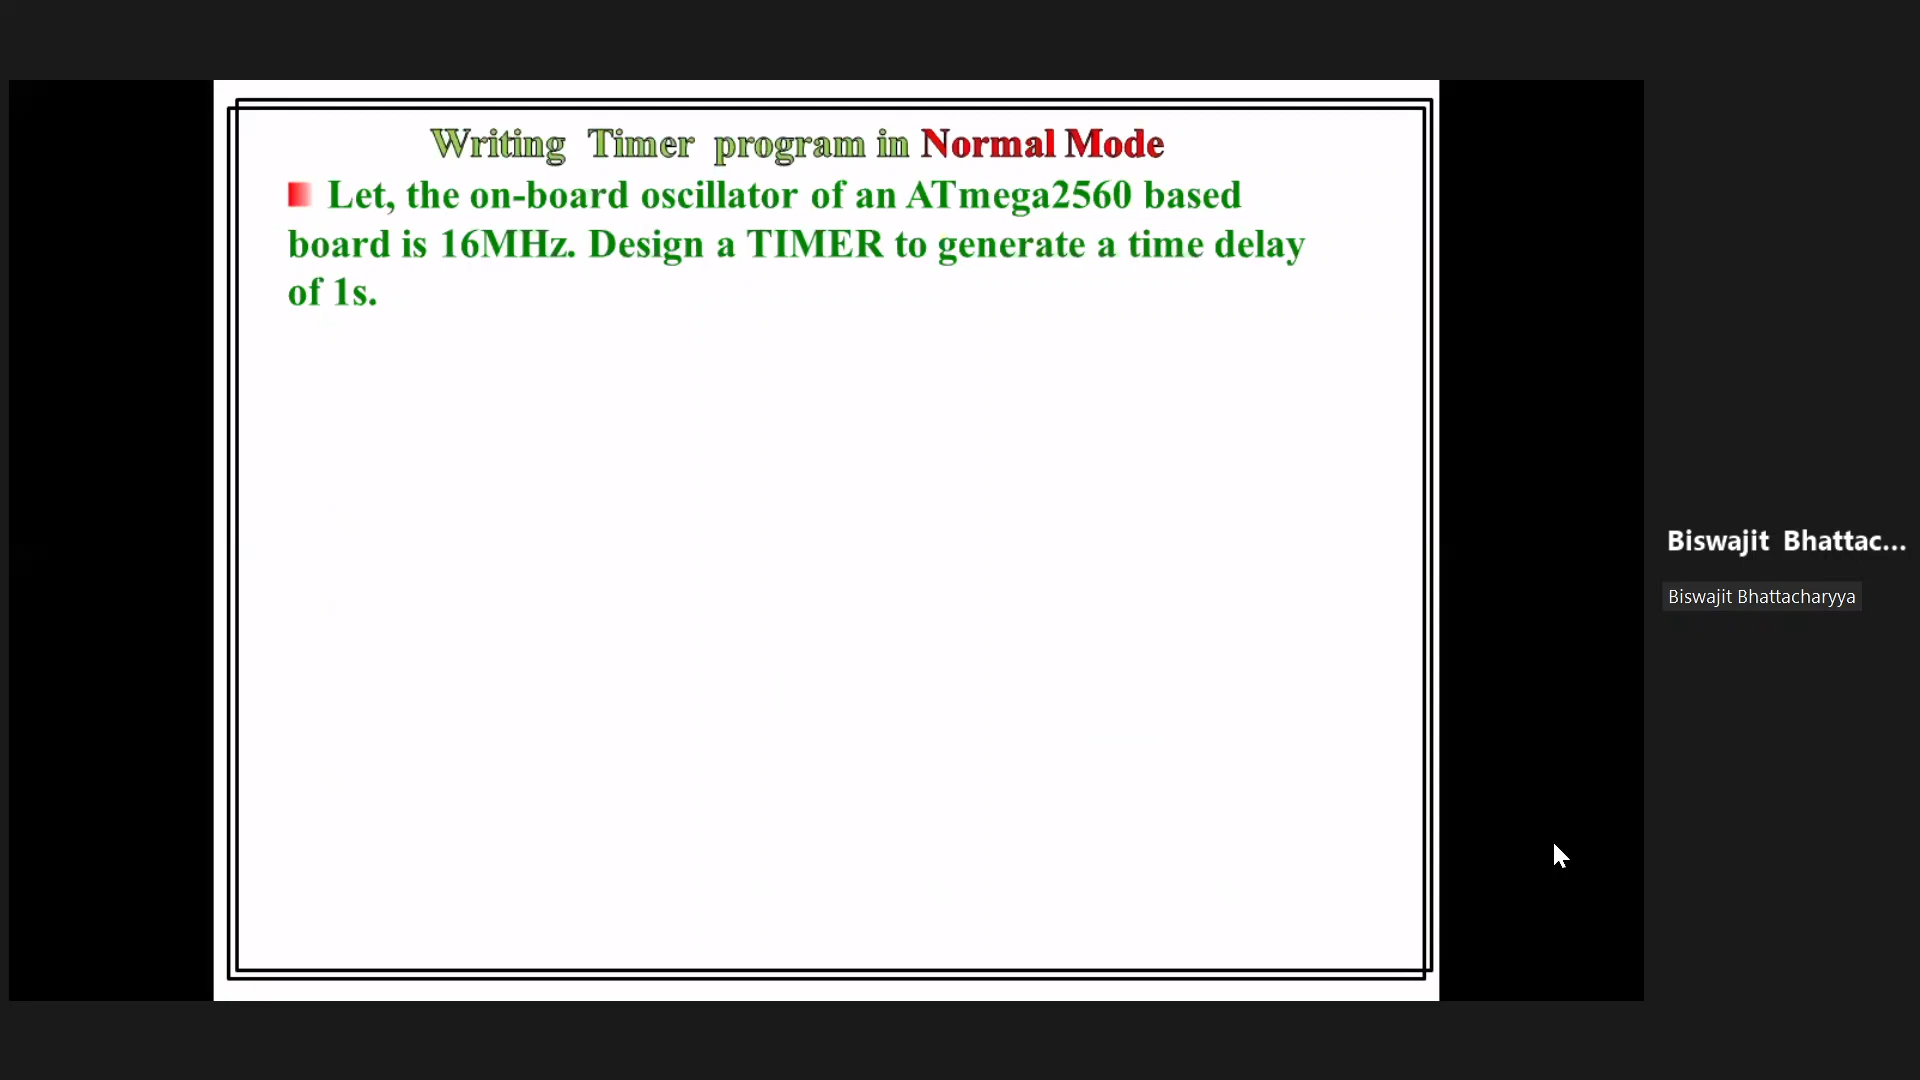 Writing Timer program in Normal Mode
Let, the on-board oscillator of an ATmega2560 based
board is 16MHz. Design a TIMER to generate a time delay
of 1s.
Biswajit Bhattac...
Biswajit Bhattacharyya